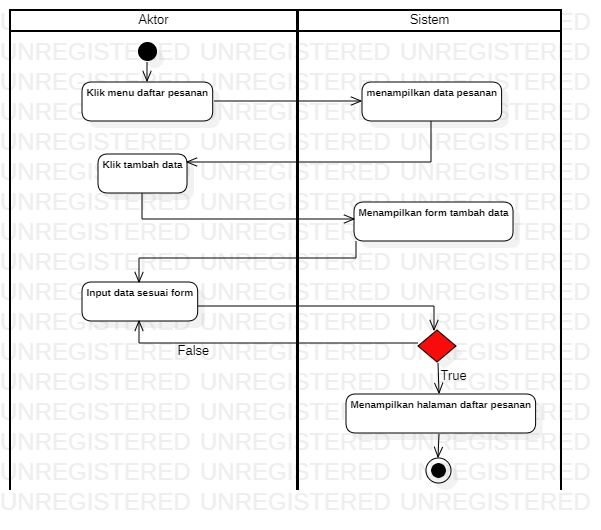 Aktor
Sistem
Klik menu daftar pesanan
menampilkan data pesanan
Klik tambah data
Menampilkan form tambah data
Input data sesuai form
False
True
Menampilkan halaman daftar pesanan
UNREGISTERED UNREGISTERED UNREGISTERED